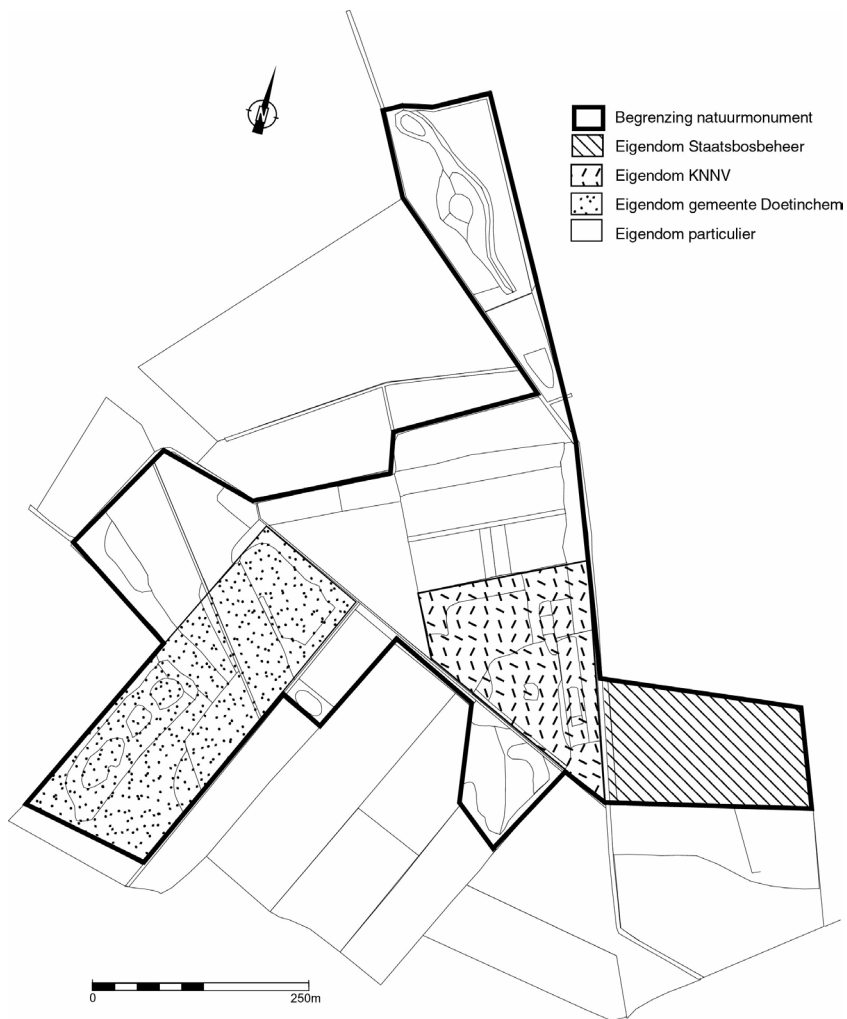 N
Begrenzing natuurmonument
Eigendom Staatsbosbeheer
Eigendom KNNV
Eigendom gemeente Doetinchem
Eigendom particulier
0 250m